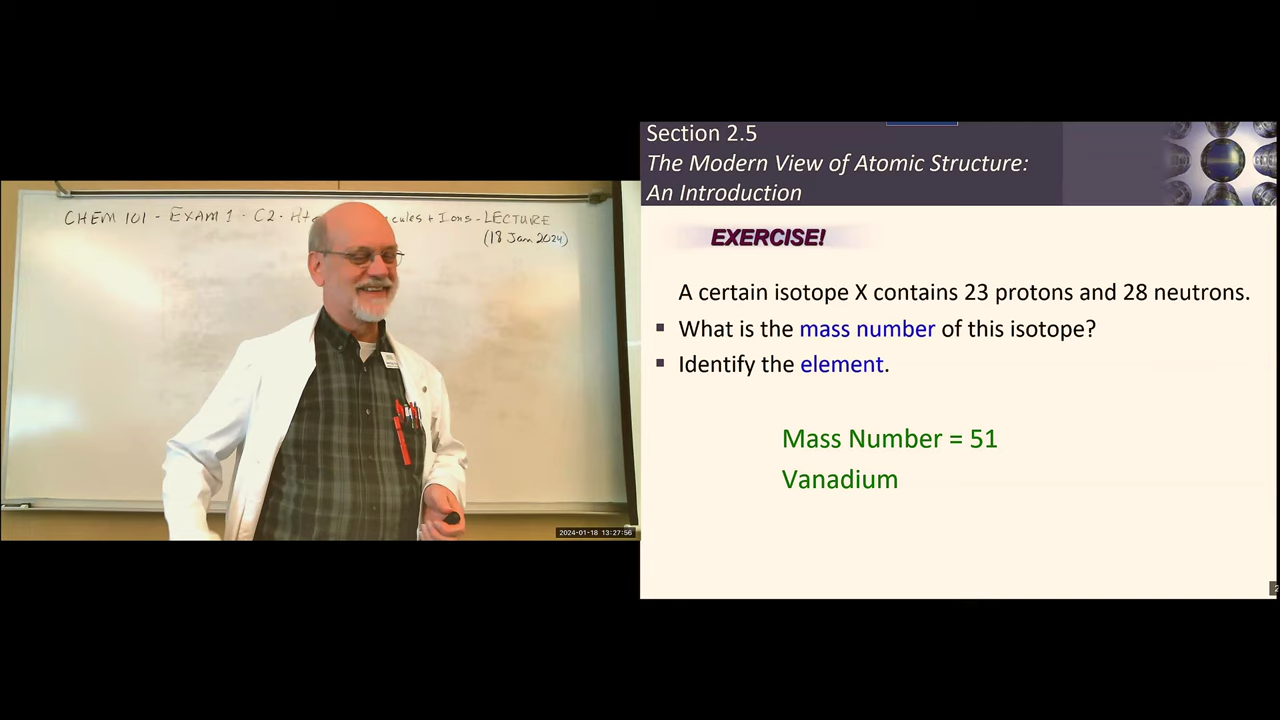 CHEM 101 - EXAM 1 - C2 - Ions - LECTURE
(18 Jan 2024)
2024-01-18 13:27:56
Section 2.5
The Modern View of Atomic Structure:
An Introduction
EXERCISE!
A certain isotope X contains 23 protons and 28 neutrons.
▪ What is the mass number of this isotope?
▪ Identify the element.
Mass Number = 51
Vanadium